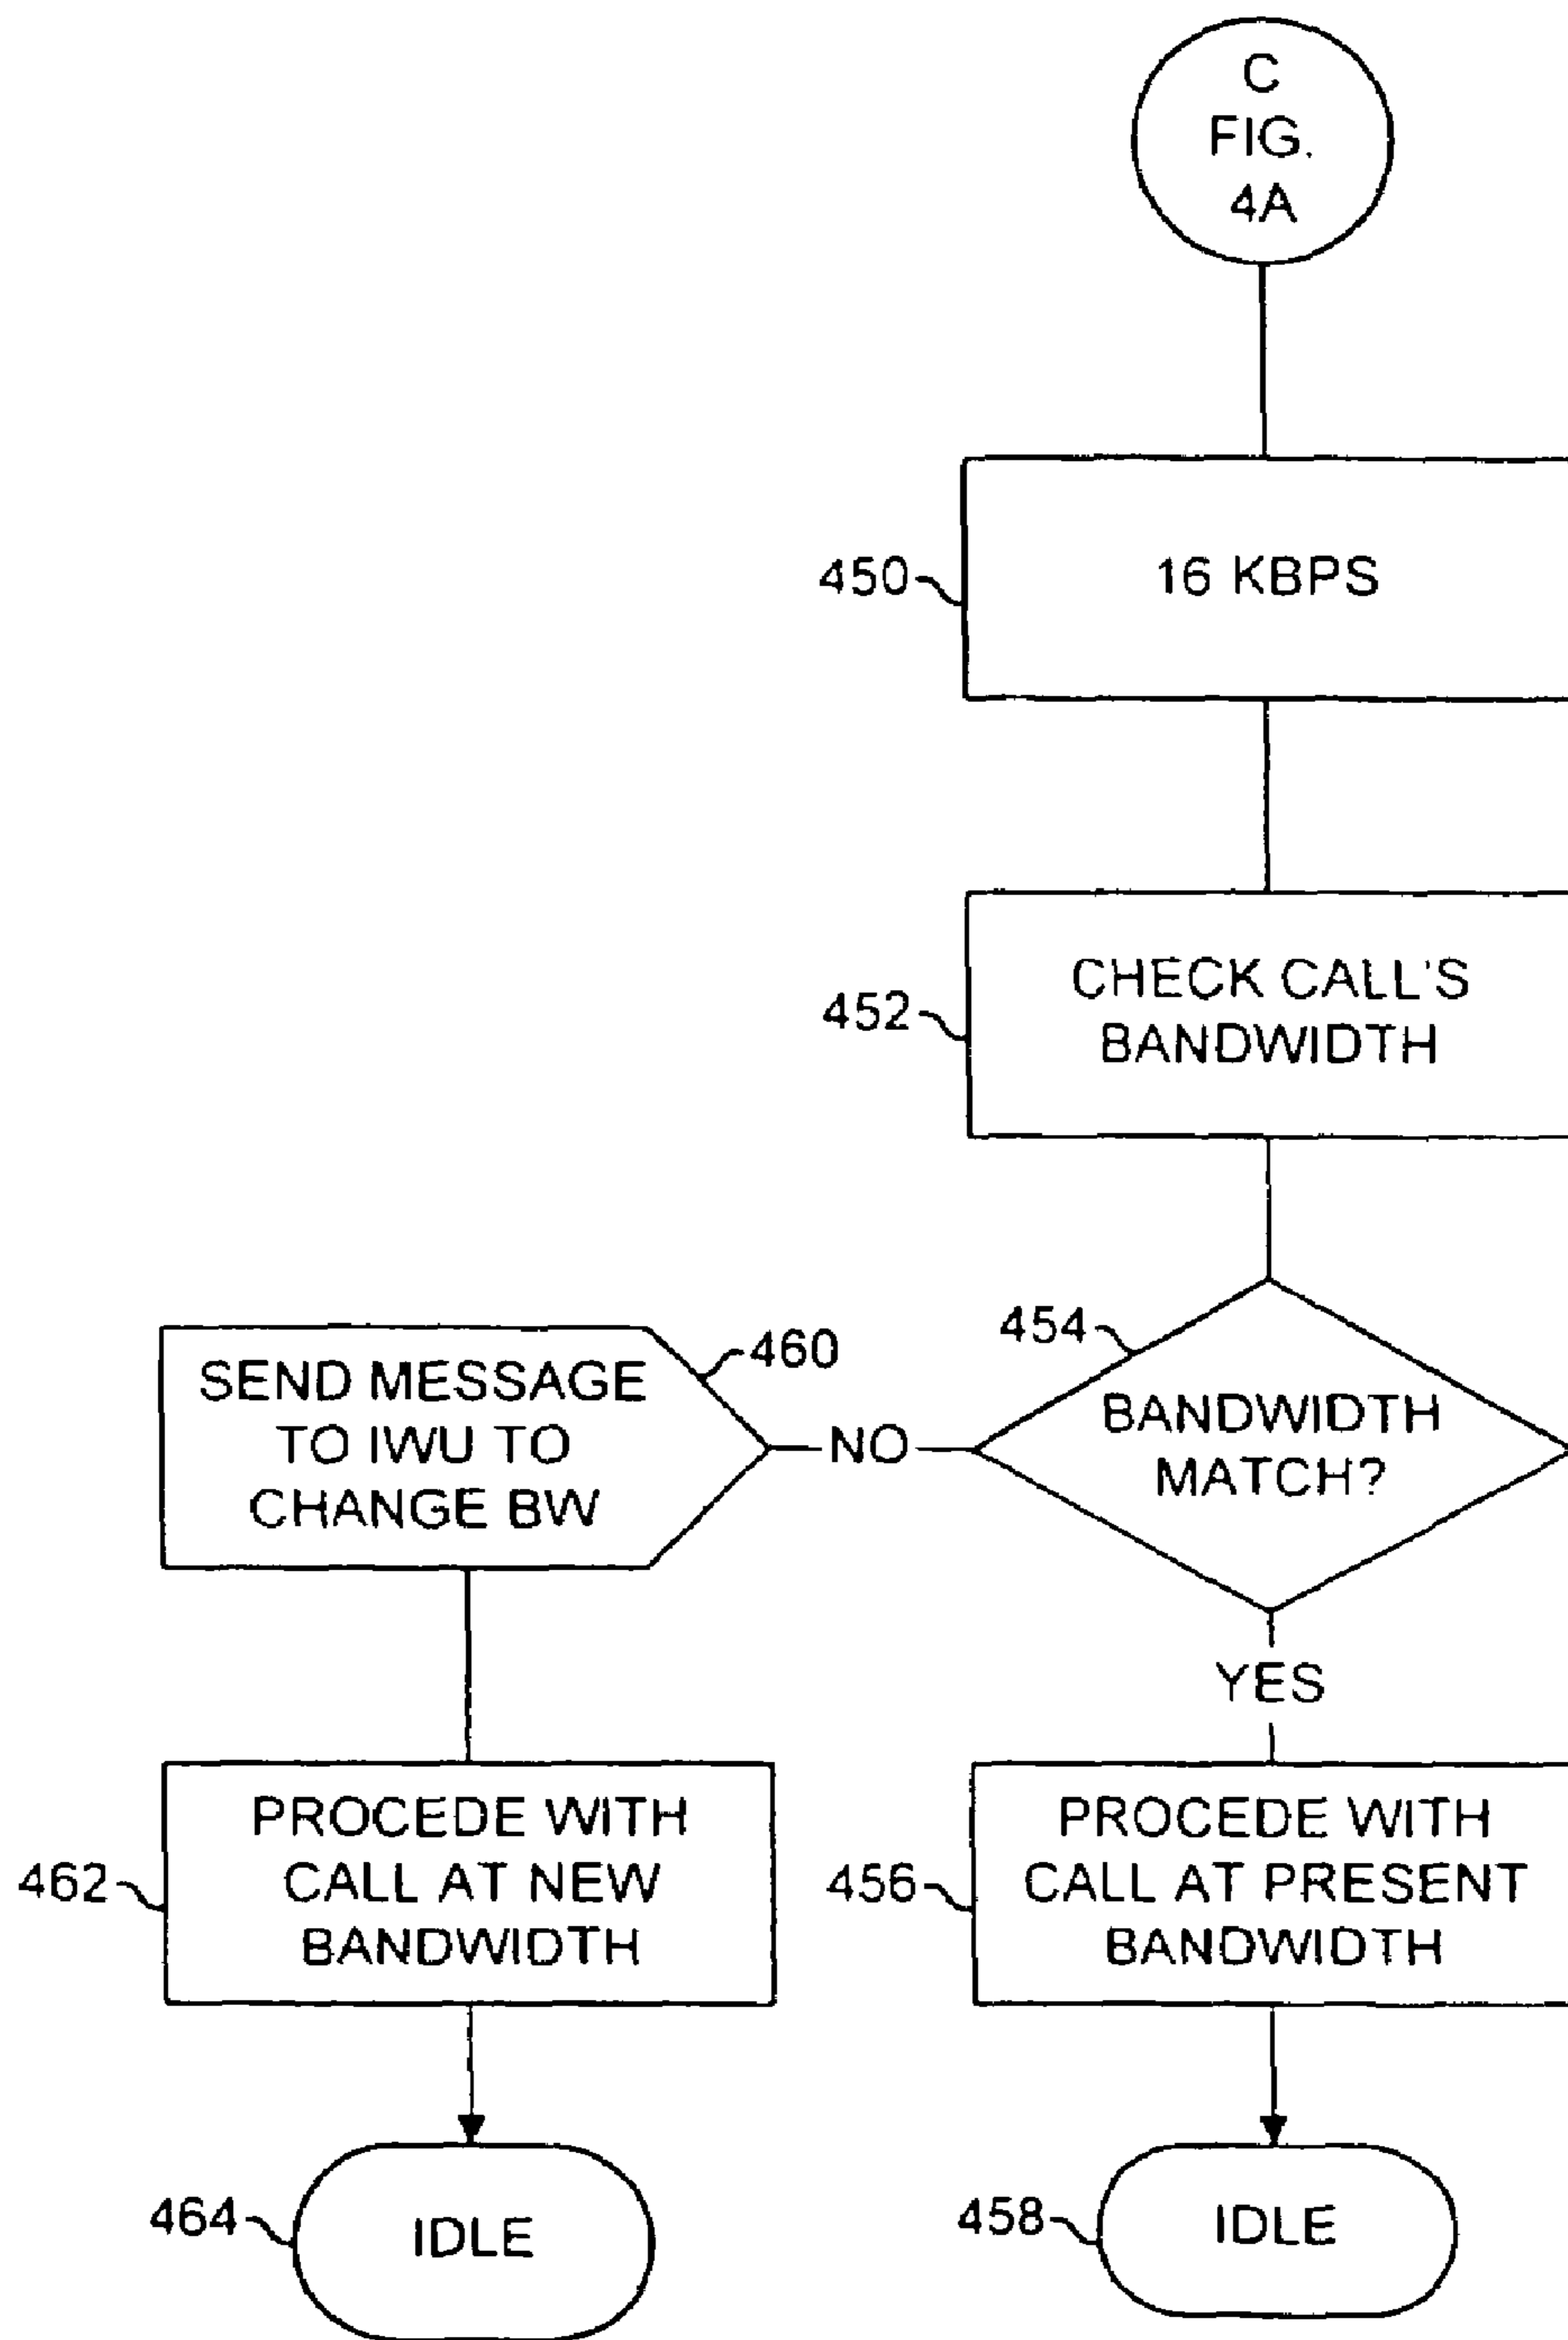 C
FIG.
4A
450
16 KBPS
452
CHECK CALL'S
BANDWIDTH
454
BANDWIDTH
MATCH?
NO
460
SEND MESSAGE
TO IWU TO
CHANGE BW
YES
462
PROCEDE WITH
CALL AT NEW
BANDWIDTH
456
PROCEDE WITH
CALL AT PRESENT
BANDWIDTH
464
IDLE
458
IDLE